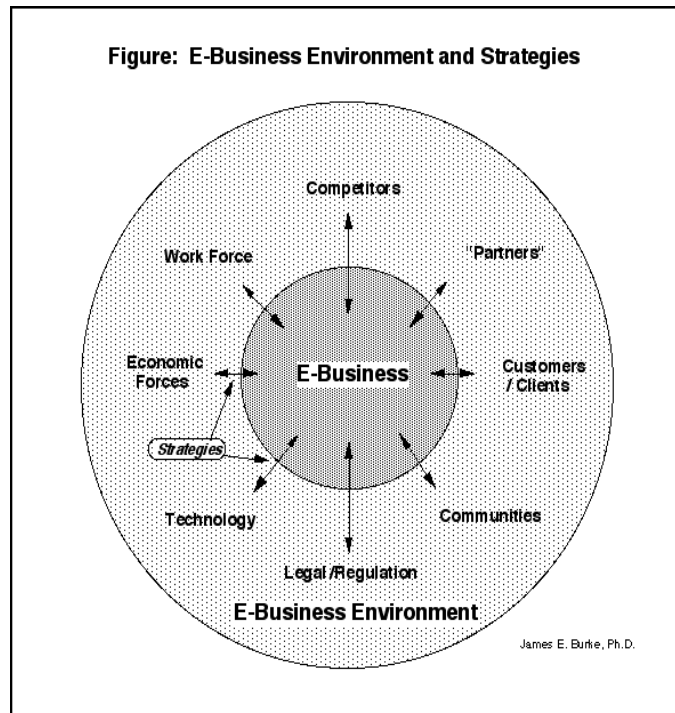 Figure: E-Business Environment and Strategies
Competitors
Work Force
"Partners"
Economic
Forces
E-Business
Customers
/ Clients
Strategies
Technology
Communities
Legal /Regulation
E-Business Environment
James E. Burke, Ph.D.